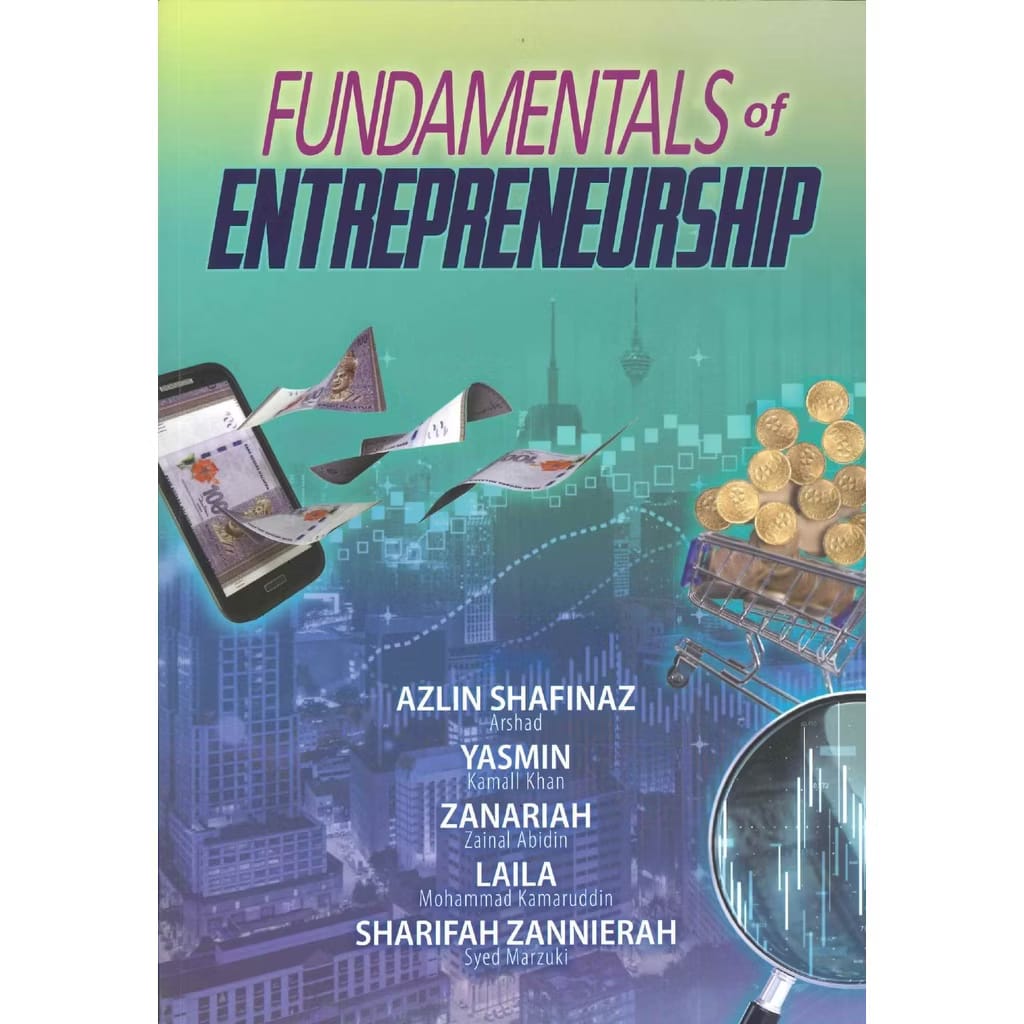 FUNDAMENTALS of
ENTREPRENEURSHIP
100
AZLIN SHAFINAZ
Arshad
YASMIN
Kamall Khan
ZANARIAH
Zainal Abidin
LAILA
Mohammad Kamaruddin
SHARIFAH ZANNIERAH
Syed Marzuki